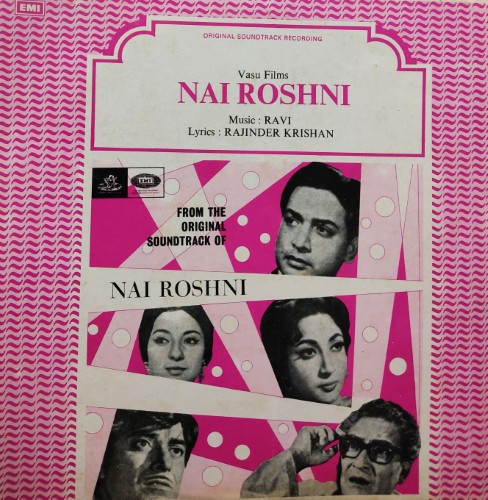 EMI
ORIGINAL SOUNDTRACK RECORDING
Vasu Films
NAI ROSHNI
Music : RAVI
Lyrics : RAJINDER KRISHAN
EMI
FROM THE
ORIGINAL
SOUNDTRACK OF
NAI ROSHNI